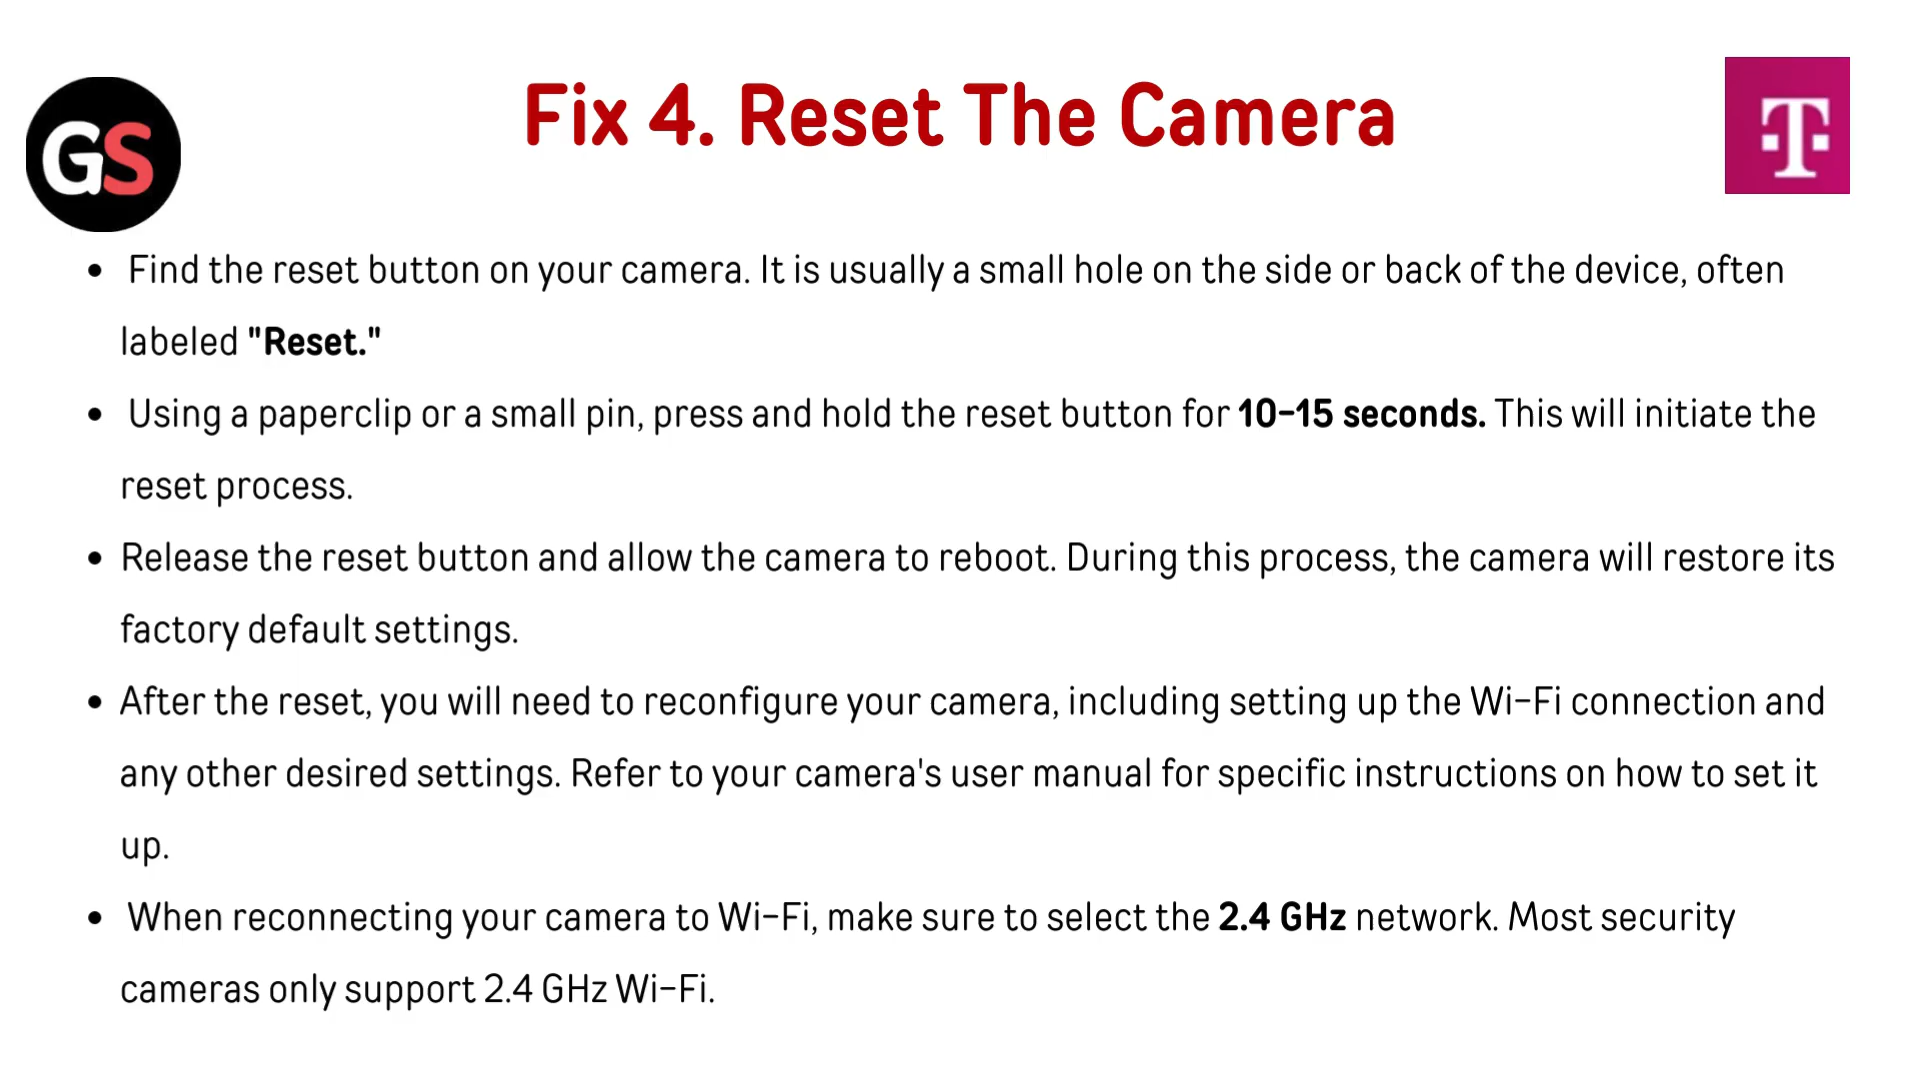 Fix 4. Reset The Camera
GS
T
• Find the reset button on your camera. It is usually a small hole on the side or back of the device, often
labeled "Reset."
• Using a paperclip or a small pin, press and hold the reset button for 10-15 seconds. This will initiate the
reset process.
• Release the reset button and allow the camera to reboot. During this process, the camera will restore its
factory default settings.
• After the reset, you will need to reconfigure your camera, including setting up the Wi-Fi connection and
any other desired settings. Refer to your camera's user manual for specific instructions on how to set it
up.
• When reconnecting your camera to Wi-Fi, make sure to select the 2.4 GHz network. Most security
cameras only support 2.4 GHz Wi-Fi.